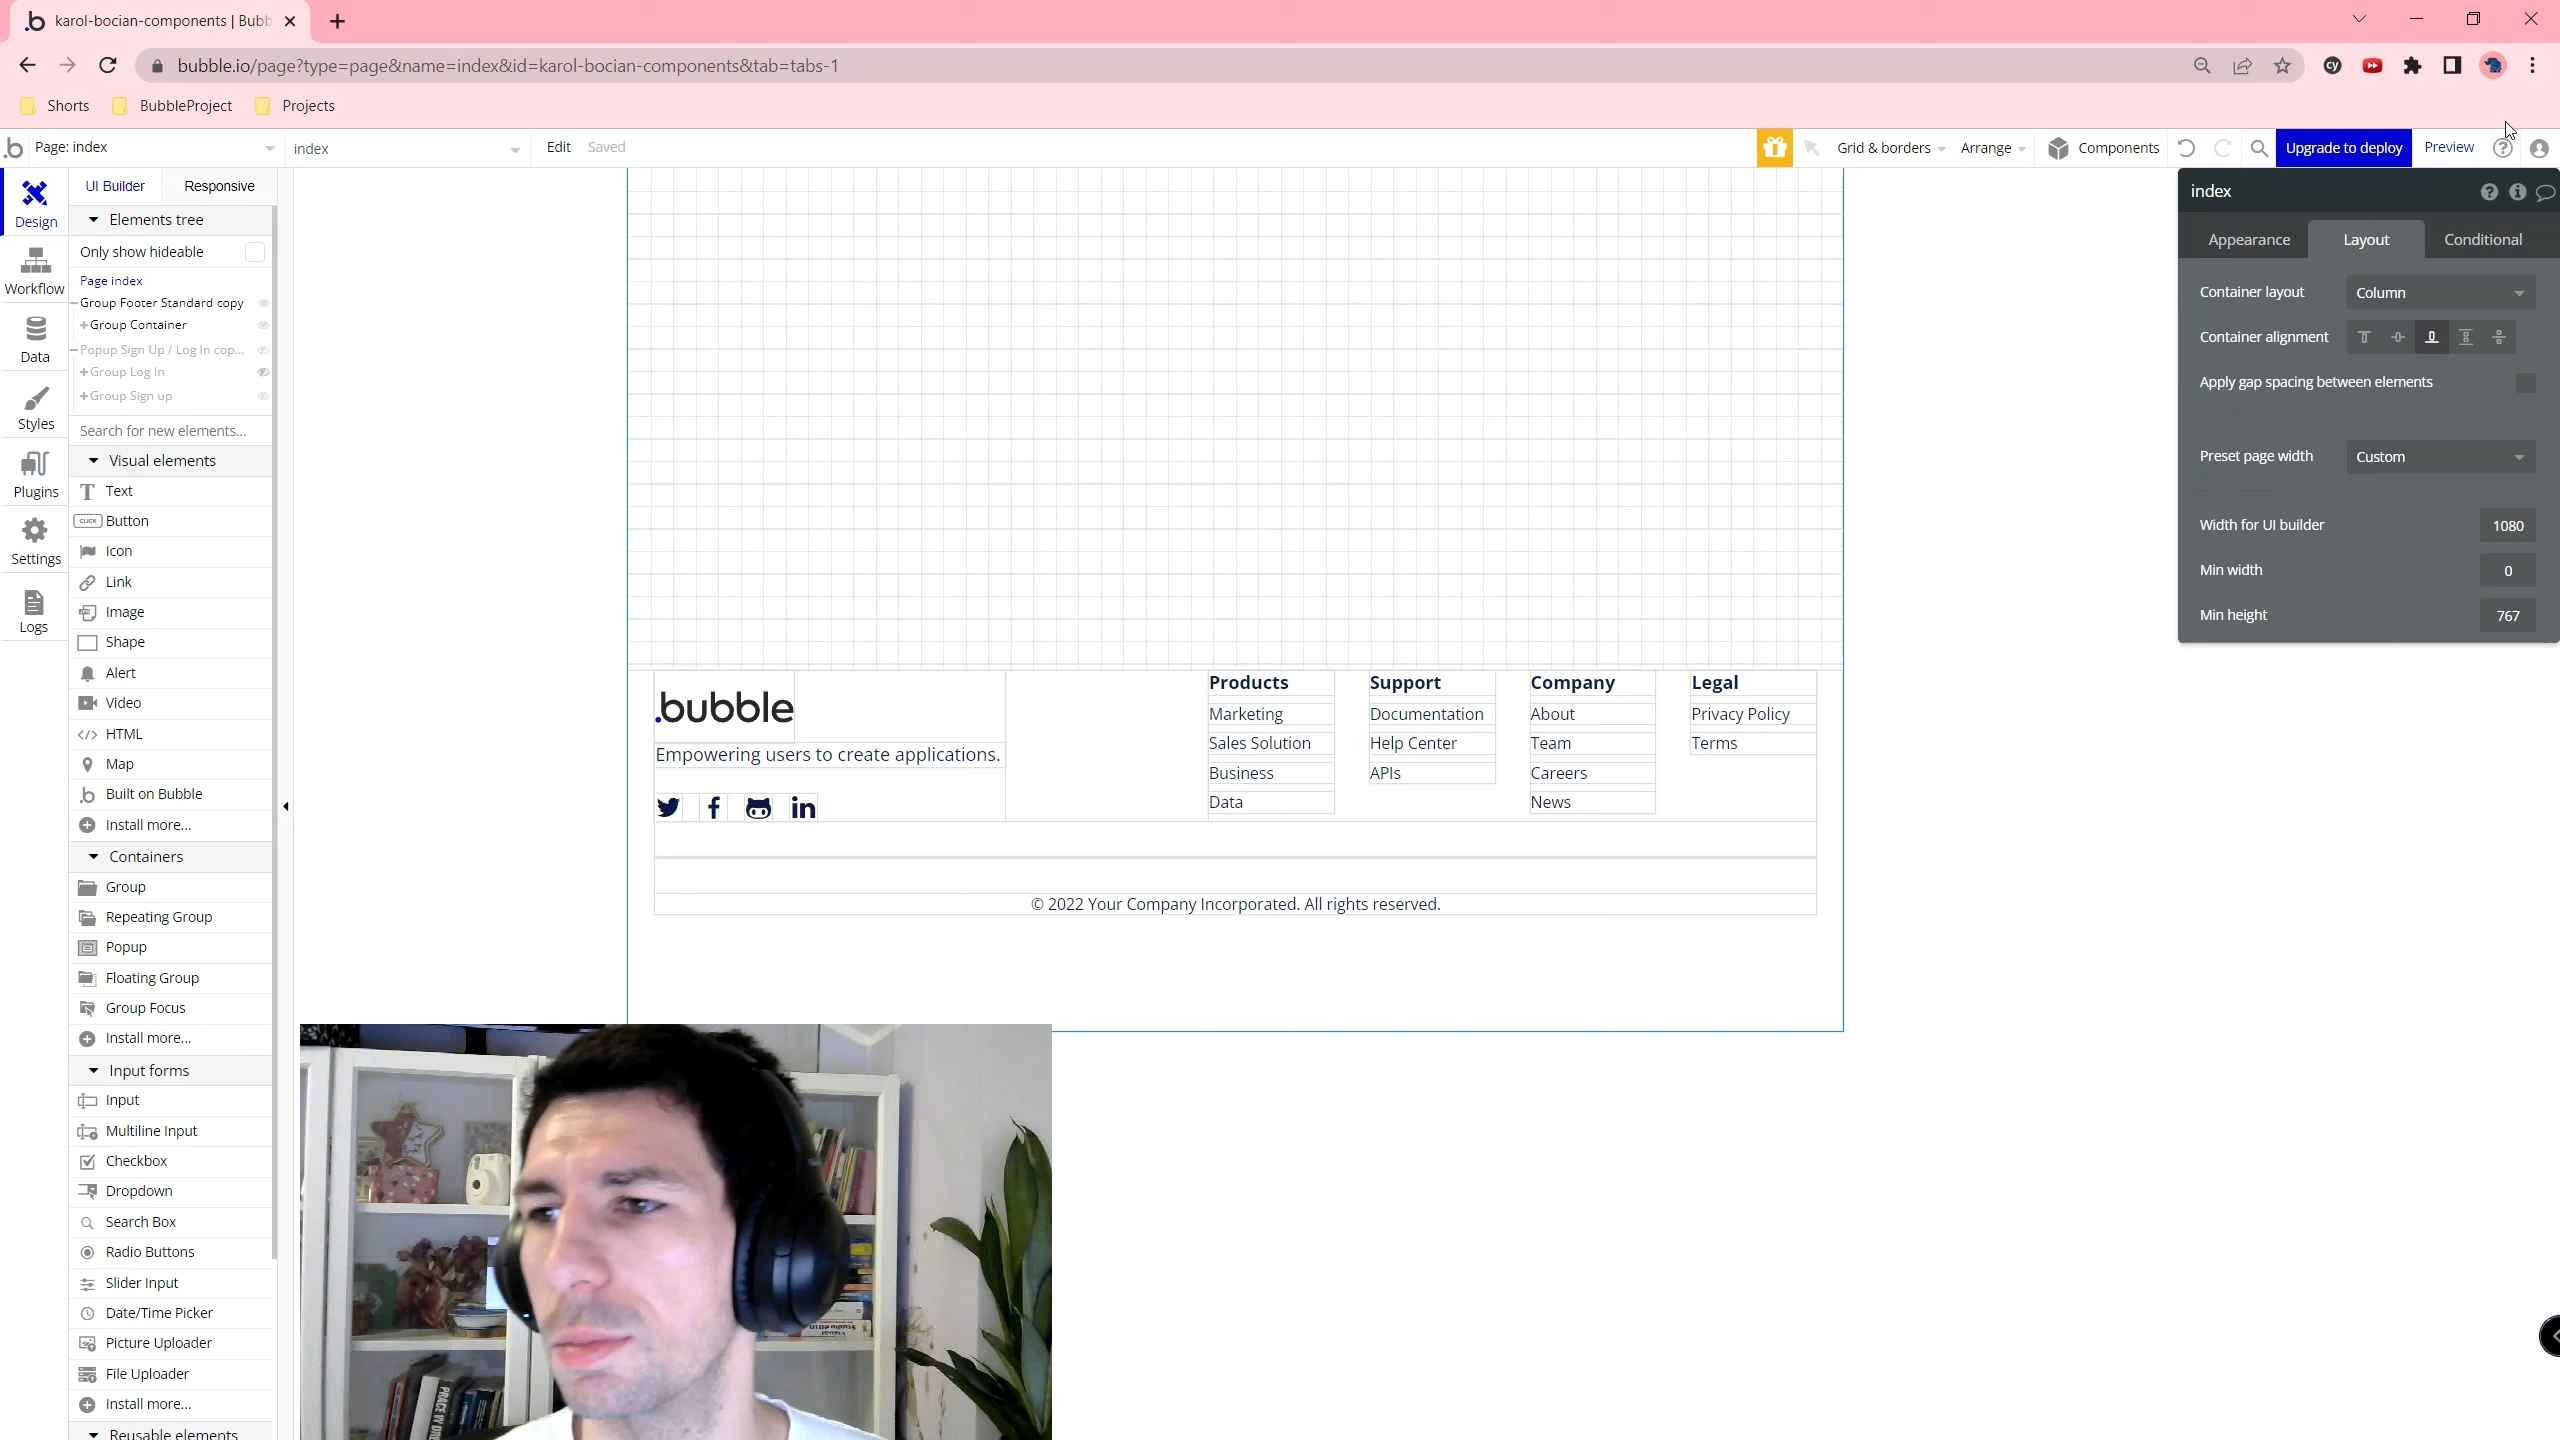 karol-bocian-components | Bubb
bubble.io/page?type=page&name=index&id=karol-bocian-components&tab=tabs-1
Shorts
BubbleProject
Projects
Page: index
index
Edit
Saved
Grid & borders
Arrange
Components
Upgrade to deploy
Preview
Design
Workflow
Data
Styles
Plugins
Settings
Logs
UI Builder
Responsive
Elements tree
Only show hideable
Page index
Group Footer Standard copy
Group Container
Popup Sign Up / Log In cop...
Group Log In
Group Sign up
Search for new elements...
Visual elements
Text
CLICK Button
Icon
Link
Image
Shape
Alert
Video
HTML
Map
Built on Bubble
Install more...
Containers
Group
Repeating Group
Popup
Floating Group
Group Focus
Install more...
Input forms
Input
Multiline Input
Checkbox
Dropdown
Search Box
Radio Buttons
Slider Input
Date/Time Picker
Picture Uploader
File Uploader
Install more...
Reusable elements
.bubble
Empowering users to create applications.
Products
Marketing
Sales Solution
Business
Data
Support
Documentation
Help Center
APIs
Company
About
Team
Careers
News
Legal
Privacy Policy
Terms
© 2022 Your Company Incorporated. All rights reserved.
index
Appearance
Layout
Conditional
Container layout
Column
Container alignment
Apply gap spacing between elements
Preset page width
Custom
Width for UI builder
1080
Min width
0
Min height
767